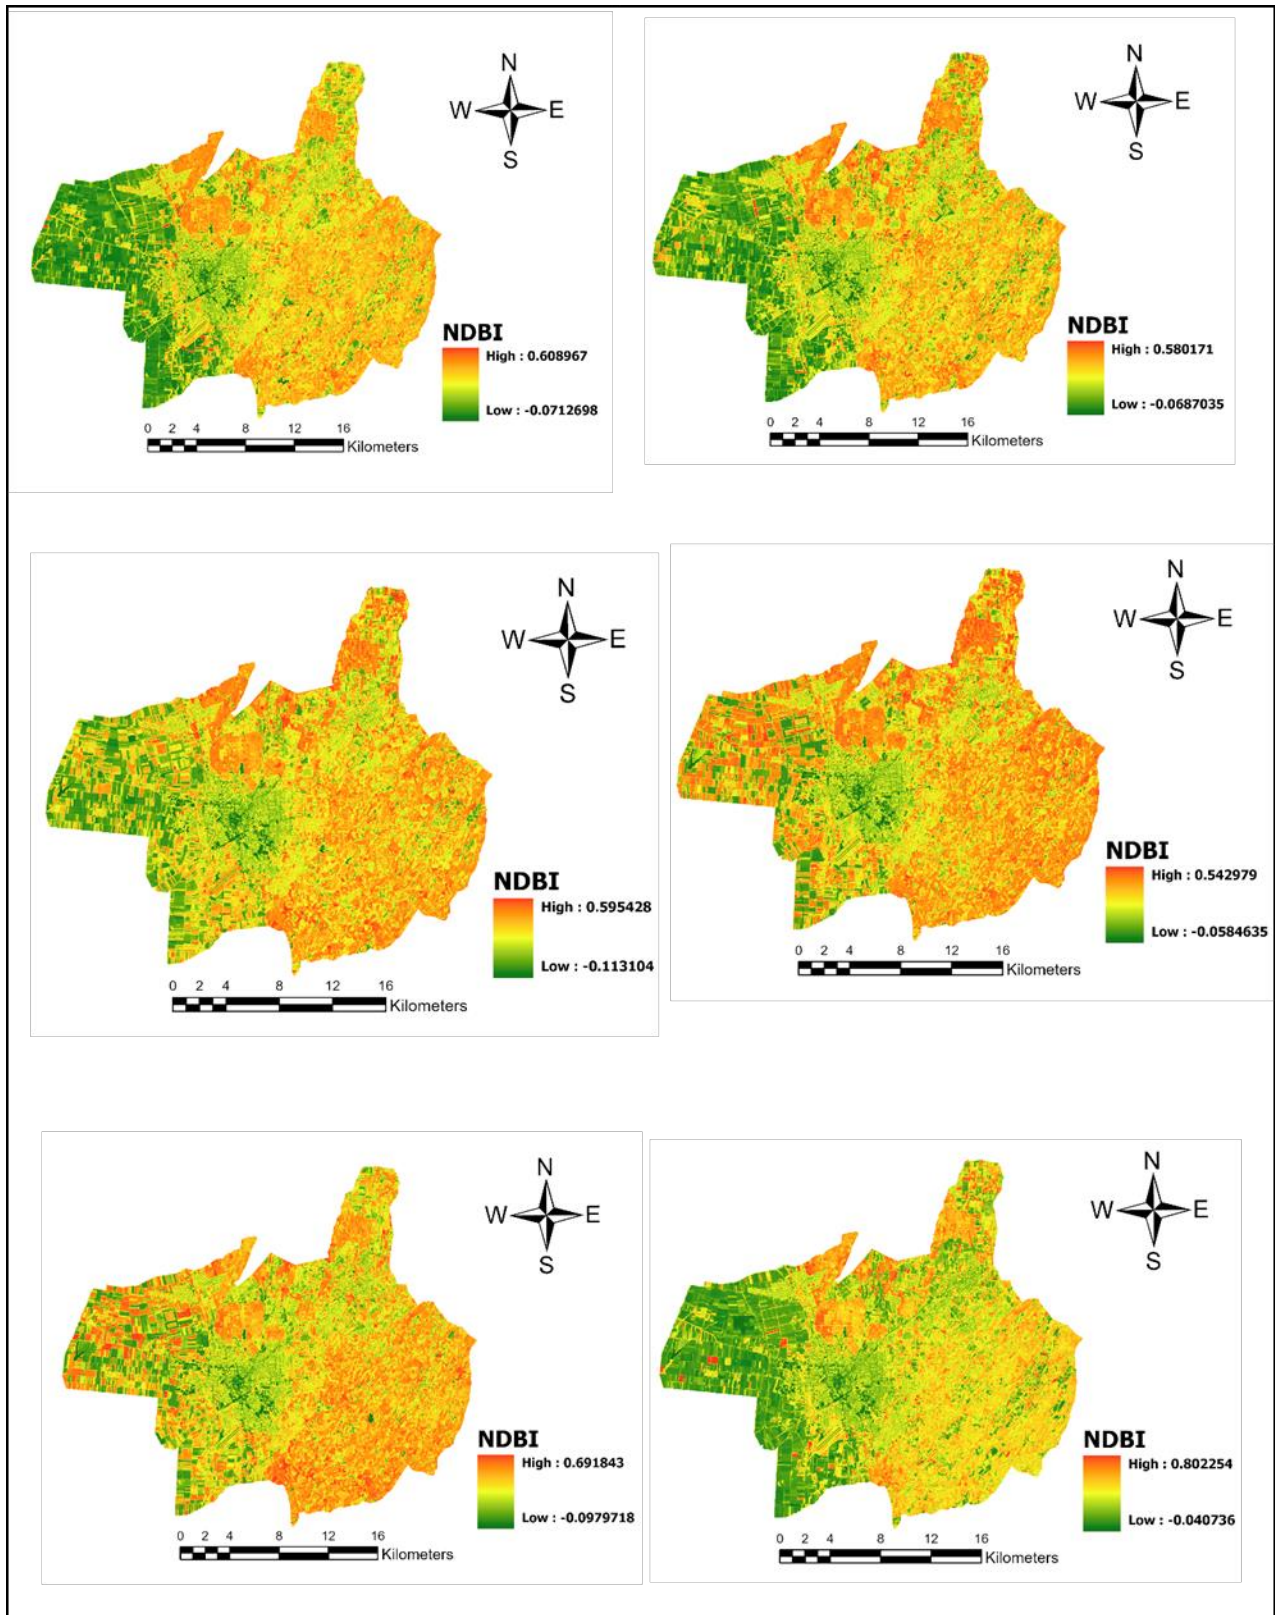 N
W E
S
NDBI
High : 0.608967
Low : -0.0712698
0 2 4 8 12 16
Kilometers
N
W E
S
NDBI
High : 0.580171
Low : -0.0687035
0 2 4 8 12 16
Kilometers
N
W E
S
NDBI
High : 0.595428
Low : -0.113104
0 2 4 8 12 16
Kilometers
N
W E
S
NDBI
High : 0.542979
Low : -0.0584635
0 2 4 8 12 16
Kilometers
N
W E
S
NDBI
High : 0.691843
Low : -0.0979718
0 2 4 8 12 16
Kilometers
N
W E
S
NDBI
High : 0.802254
Low : -0.040736
0 2 4 8 12 16
Kilometers